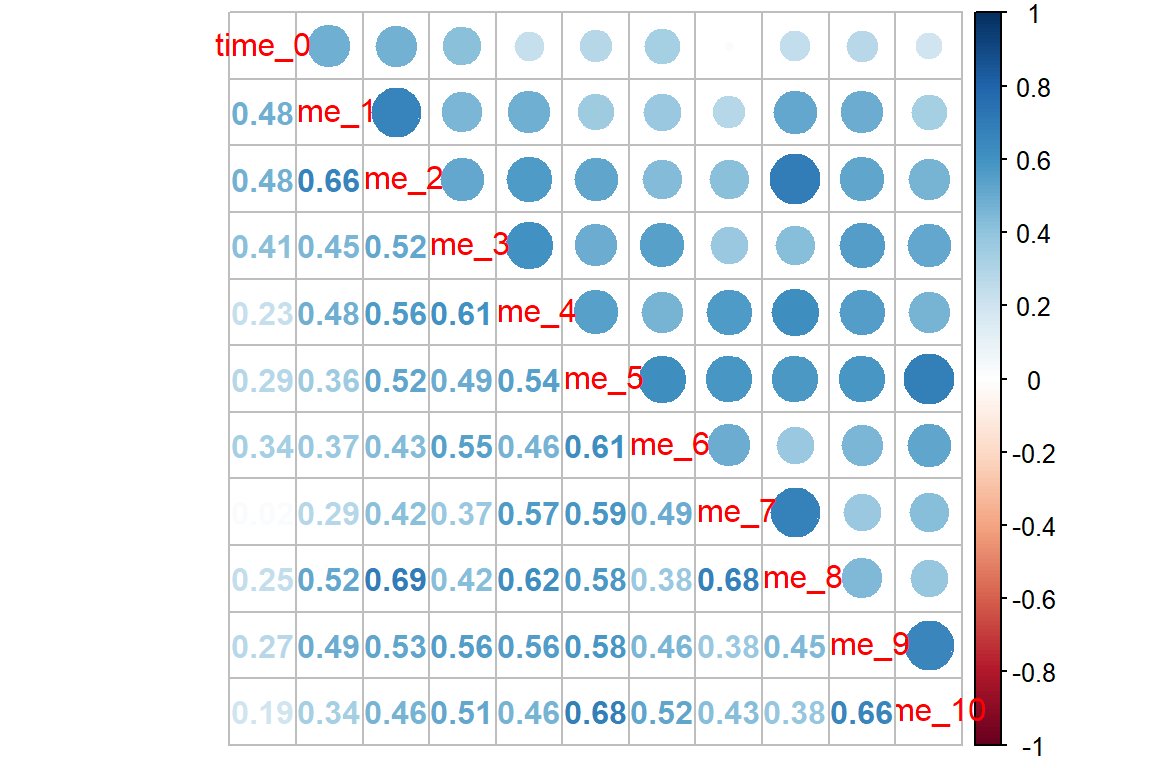 time_0
0.48 me_1
0.48 0.66 me_2
0.41 0.45 0.52 me_3
0.23 0.48 0.56 0.61 me_4
0.29 0.36 0.52 0.49 0.54 me_5
0.34 0.37 0.43 0.55 0.46 0.61 me_6
0.02 0.29 0.42 0.37 0.57 0.59 0.49 me_7
0.25 0.52 0.69 0.42 0.62 0.58 0.38 0.68 me_8
0.27 0.49 0.53 0.56 0.56 0.58 0.46 0.38 0.45 me_9
0.19 0.34 0.46 0.51 0.46 0.68 0.52 0.43 0.38 0.66 me_10
1
0.8
0.6
0.4
0.2
0
-0.2
-0.4
-0.6
-0.8
-1